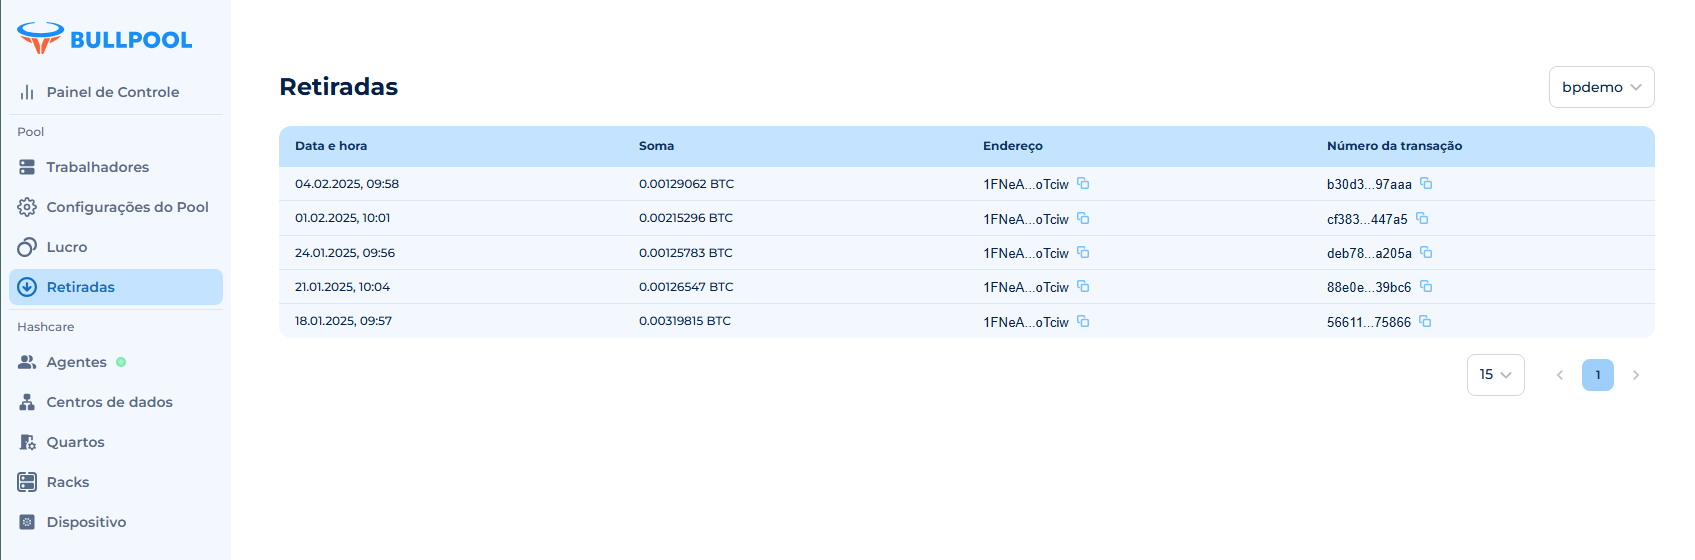 BULLPOOL
Painel de Controle
Pool
Trabalhadores
Configurações do Pool
Lucro
Retiradas
Hashcare
Agentes
Centros de dados
Quartos
Racks
Dispositivo
Retiradas
bpdemo
Data e hora Soma Endereço Número da transação
04.02.2025, 09:58 0.00129062 BTC 1FNeA...oTciw b30d3...97aaa
01.02.2025, 10:01 0.00215296 BTC 1FNeA...oTciw cf383...447a5
24.01.2025, 09:56 0.00125783 BTC 1FNeA...oTciw deb78...a205a
21.01.2025, 10:04 0.00126547 BTC 1FNeA...oTciw 88e0e...39bc6
18.01.2025, 09:57 0.00319815 BTC 1FNeA...oTciw 56611...75866
15 1